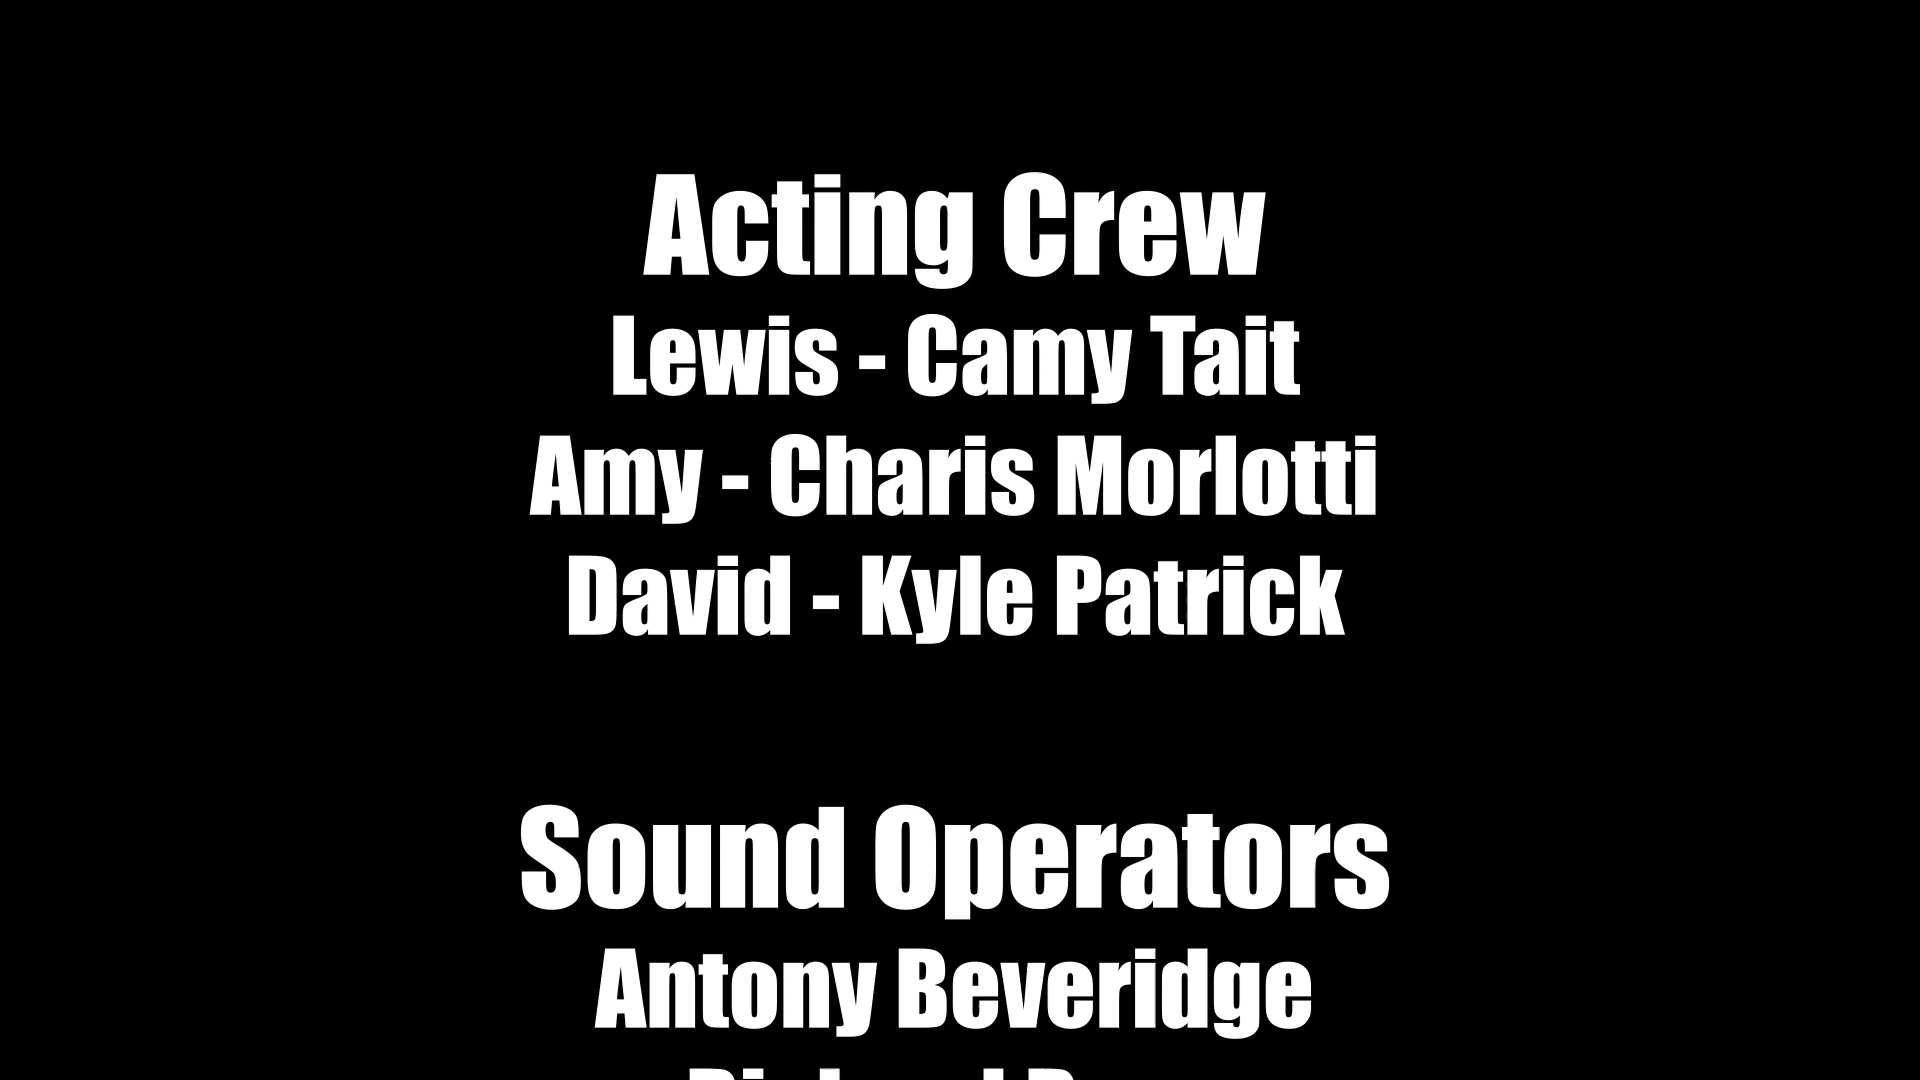 Acting Crew
Lewis - Camy Tait
Amy - Charis Morlotti
David - Kyle Patrick
Sound Operators
Antony Beveridge